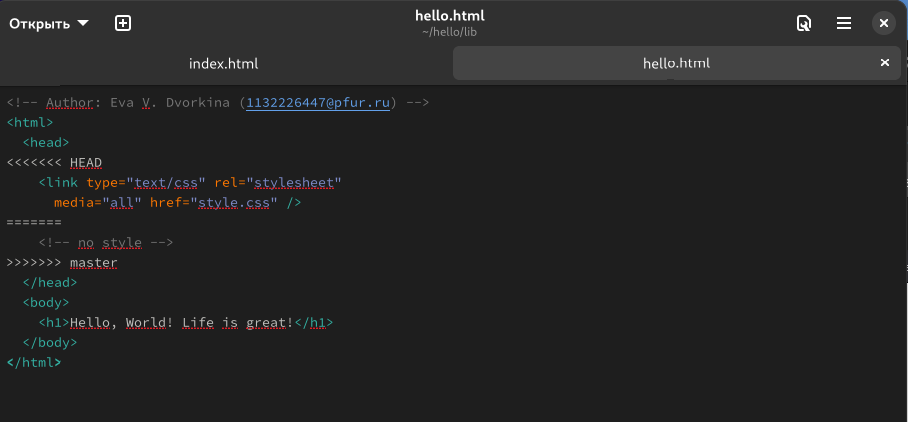 Открыть
hello.html
~/hello/lib
index.html
hello.html
<!-- Author: Eva V. Dvorkina (1132226447@pfur.ru) -->
<html>
  <head>
<<<<<<< HEAD
    <link type="text/css" rel="stylesheet"
      media="all" href="style.css" />
=======
    <!-- no style -->
>>>>>>> master
  </head>
  <body>
    <h1>Hello, World! Life is great!</h1>
  </body>
</html>